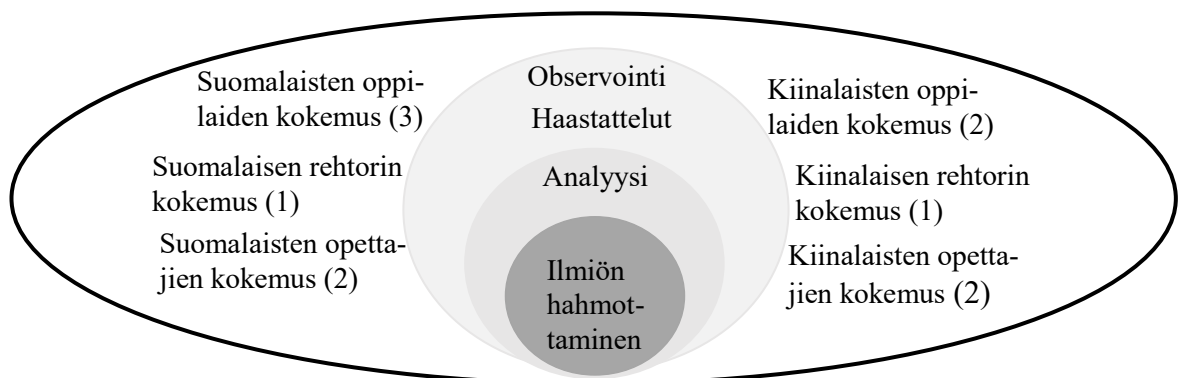 Suomalaisten oppi-
laiden kokemus (3)
Suomalaisen rehtorin
kokemus (1)
Suomalaisten opetta-
jien kokemus (2)
Observointi
Haastattelut
Analyysi
Ilmiön
hahmot-
taminen
Kiinalaisten oppi-
laiden kokemus (2)
Kiinalaisen rehtorin
kokemus (1)
Kiinalaisten opetta-
jien kokemus (2)